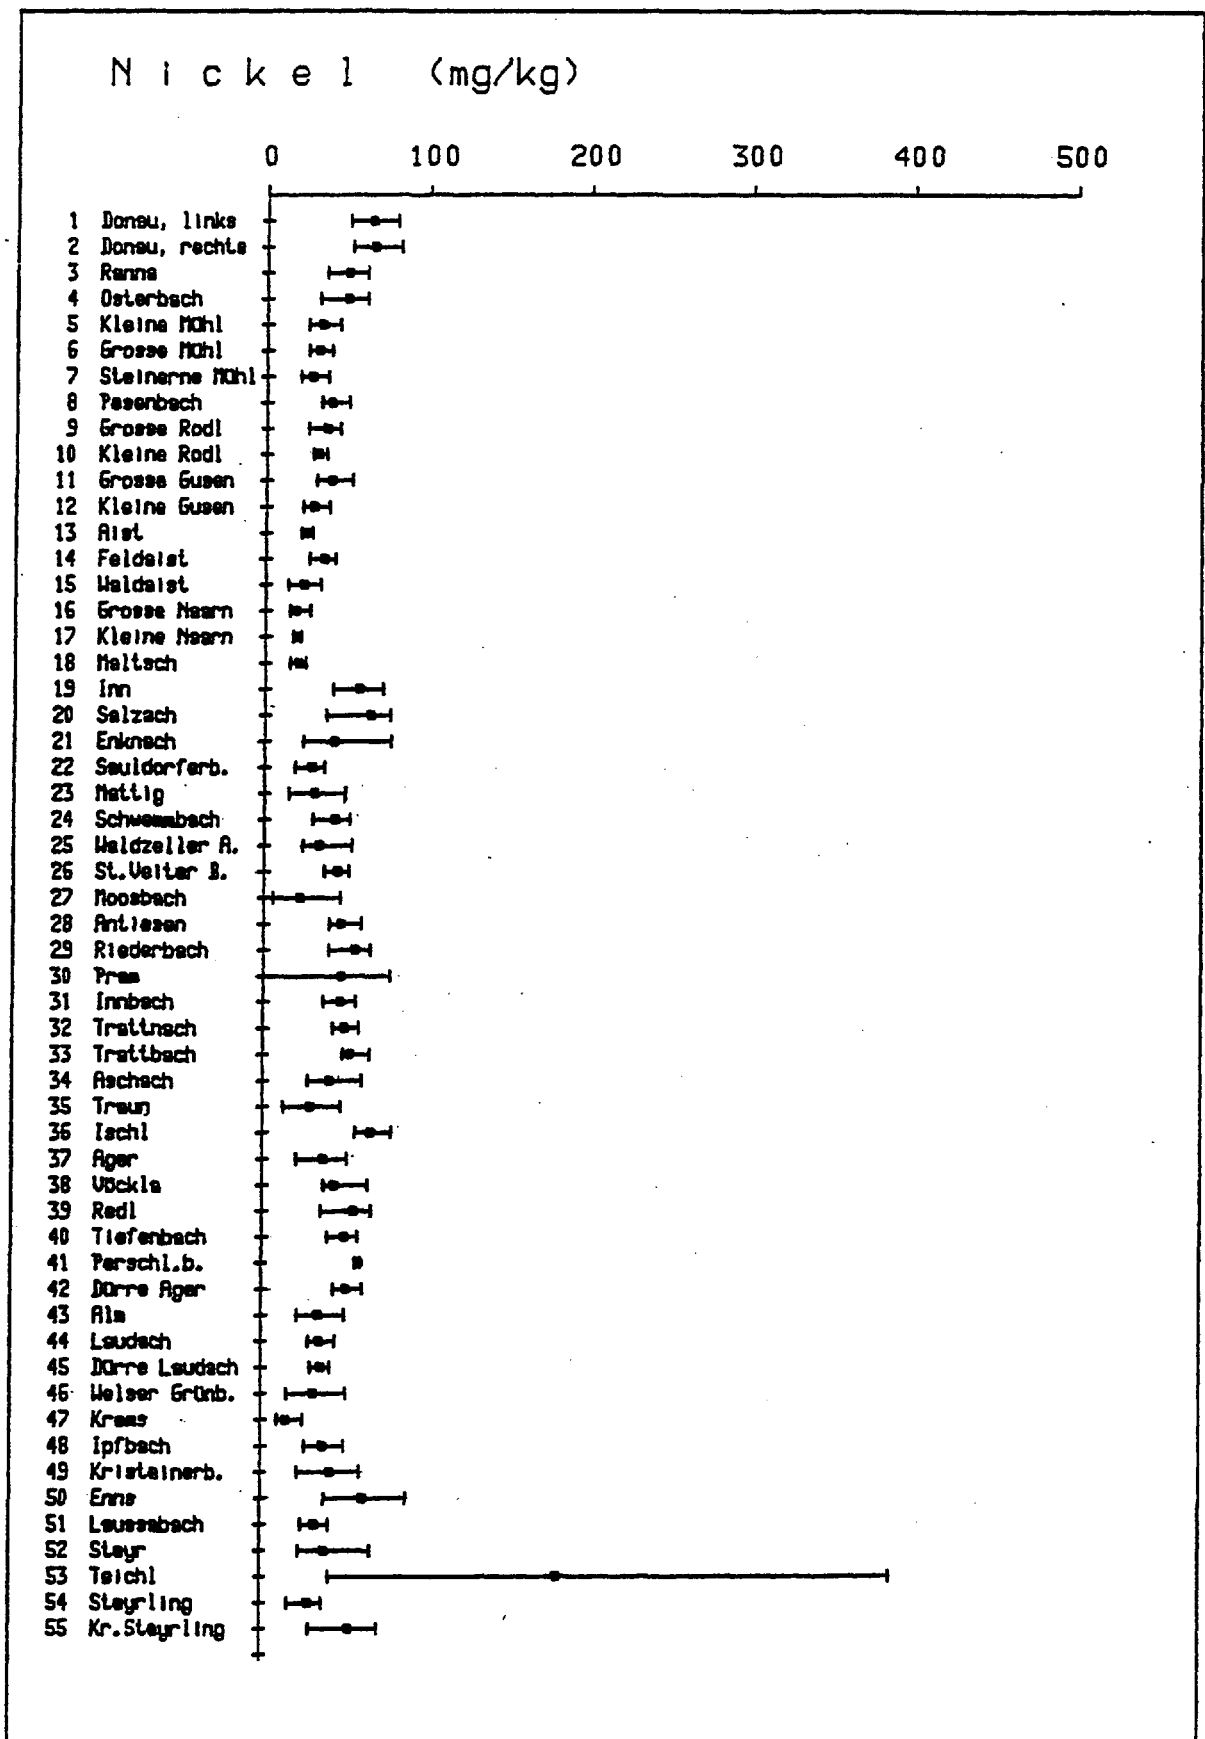 Nickel (mg/kg)
0 100 200 300 400 500
1 Donau, links
2 Donau, rechts
3 Ranna
4 Osterbach
5 Kleine Mühl
6 Grosse Mühl
7 Steinerne Mühl
8 Pesenbach
9 Grosse Rodl
10 Kleine Rodl
11 Grosse Gusen
12 Kleine Gusen
13 Aist
14 Feldaist
15 Waldaist
16 Grosse Naarn
17 Kleine Naarn
18 Maltsch
19 Inn
20 Salzach
21 Enknach
22 Sauldorferb.
23 Mattig
24 Schwemmbach
25 Waldzeller A.
26 St.Veiter B.
27 Moosbach
28 Antiesen
29 Riederbach
30 Pram
31 Innbach
32 Trattnach
33 Trattbach
34 Aschach
35 Traun
36 Ischl
37 Ager
38 Vöckla
39 Redl
40 Tiefenbach
41 Perschl.b.
42 Dürre Ager
43 Alm
44 Laudach
45 Dürre Laudach
46 Welser Grünb.
47 Krems
48 Ipfbach
49 Kristeinerb.
50 Enns
51 Laussabach
52 Steyr
53 Teichl
54 Steyrling
55 Kr.Steyrling